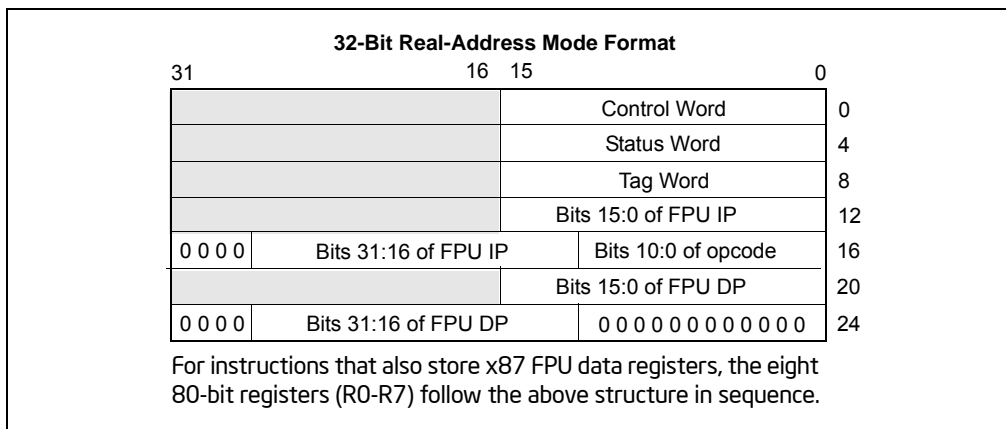 32-Bit Real-Address Mode Format
31 16 15 0
Control Word 0
Status Word 4
Tag Word 8
Bits 15:0 of FPU IP 12
0 0 0 0 Bits 31:16 of FPU IP Bits 10:0 of opcode 16
Bits 15:0 of FPU DP 20
0 0 0 0 Bits 31:16 of FPU DP 0 0 0 0 0 0 0 0 0 0 0 0 24
For instructions that also store x87 FPU data registers, the eight
80-bit registers (R0-R7) follow the above structure in sequence.